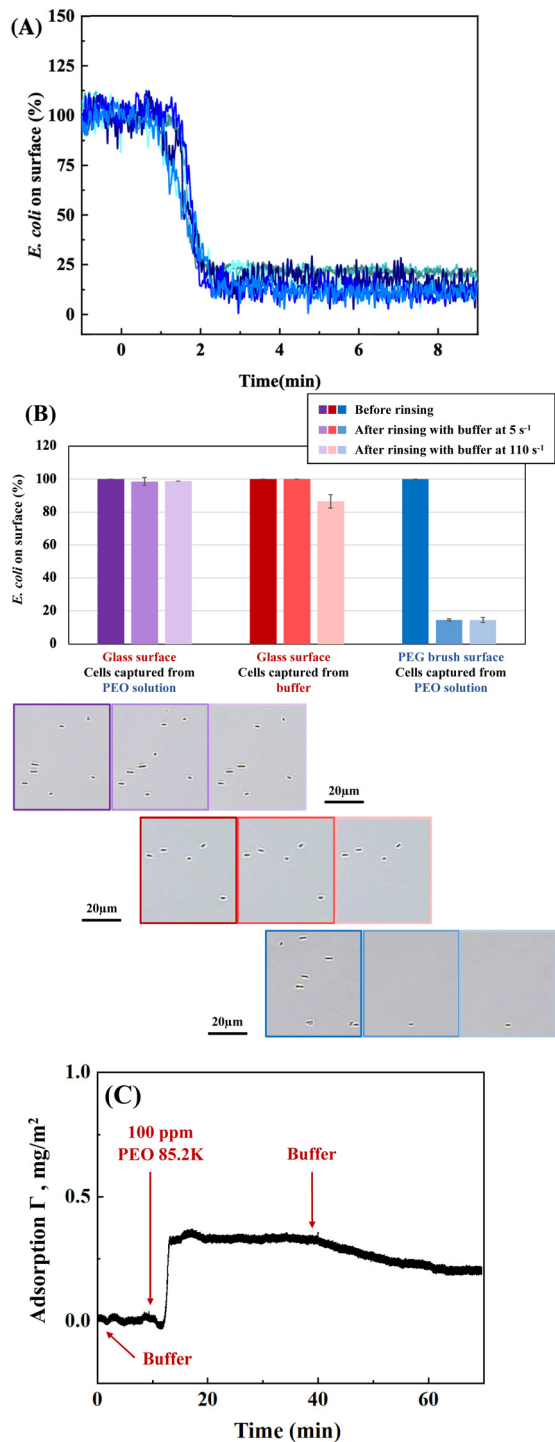 (A)
150
125
100
75
50
25
0
E. coli on surface (%)
0
2
4
6
8
Time(min)
(B)
Before rinsing
After rinsing with buffer at 5 s⁻¹
After rinsing with buffer at 110 s⁻¹
120
100
80
60
40
20
0
E. coli on surface (%)
Glass surface
Cells captured from
PEO solution
Glass surface
Cells captured from
buffer
PEG brush surface
Cells captured from
PEO solution
20µm
20µm
20µm
(C)
1.0
0.5
0.0
Adsorption Γ , mg/m²
100 ppm
PEO 85.2K
Buffer
Buffer
0
20
40
60
Time (min)